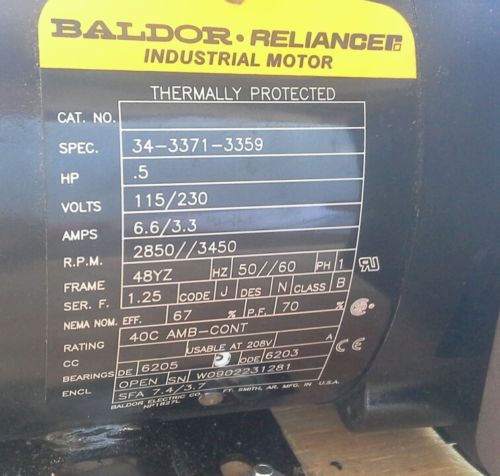 BALDOR • RELIANCER
INDUSTRIAL MOTOR
THERMALLY PROTECTED
CAT. NO.
SPEC. 34-3371-3359
HP .5
VOLTS 115/230
AMPS 6.6/3.3
R.P.M. 2850//3450
FRAME 48YZ HZ 50//60 PH 1
SER. F. 1.25 CODE J DES N CLASS B
NEMA NOM. EFF. 67 % P.F. 70 %
RATING 40C AMB-CONT
CC USABLE AT 208V A
BEARINGS DE 6205 ODE 6203
ENCL OPEN SN W0902231281
SFA 7.4/3.7
BALDOR ELECTRIC CO. FT. SMITH, AR. MFG. IN U.S.A.
NP1827L
CE